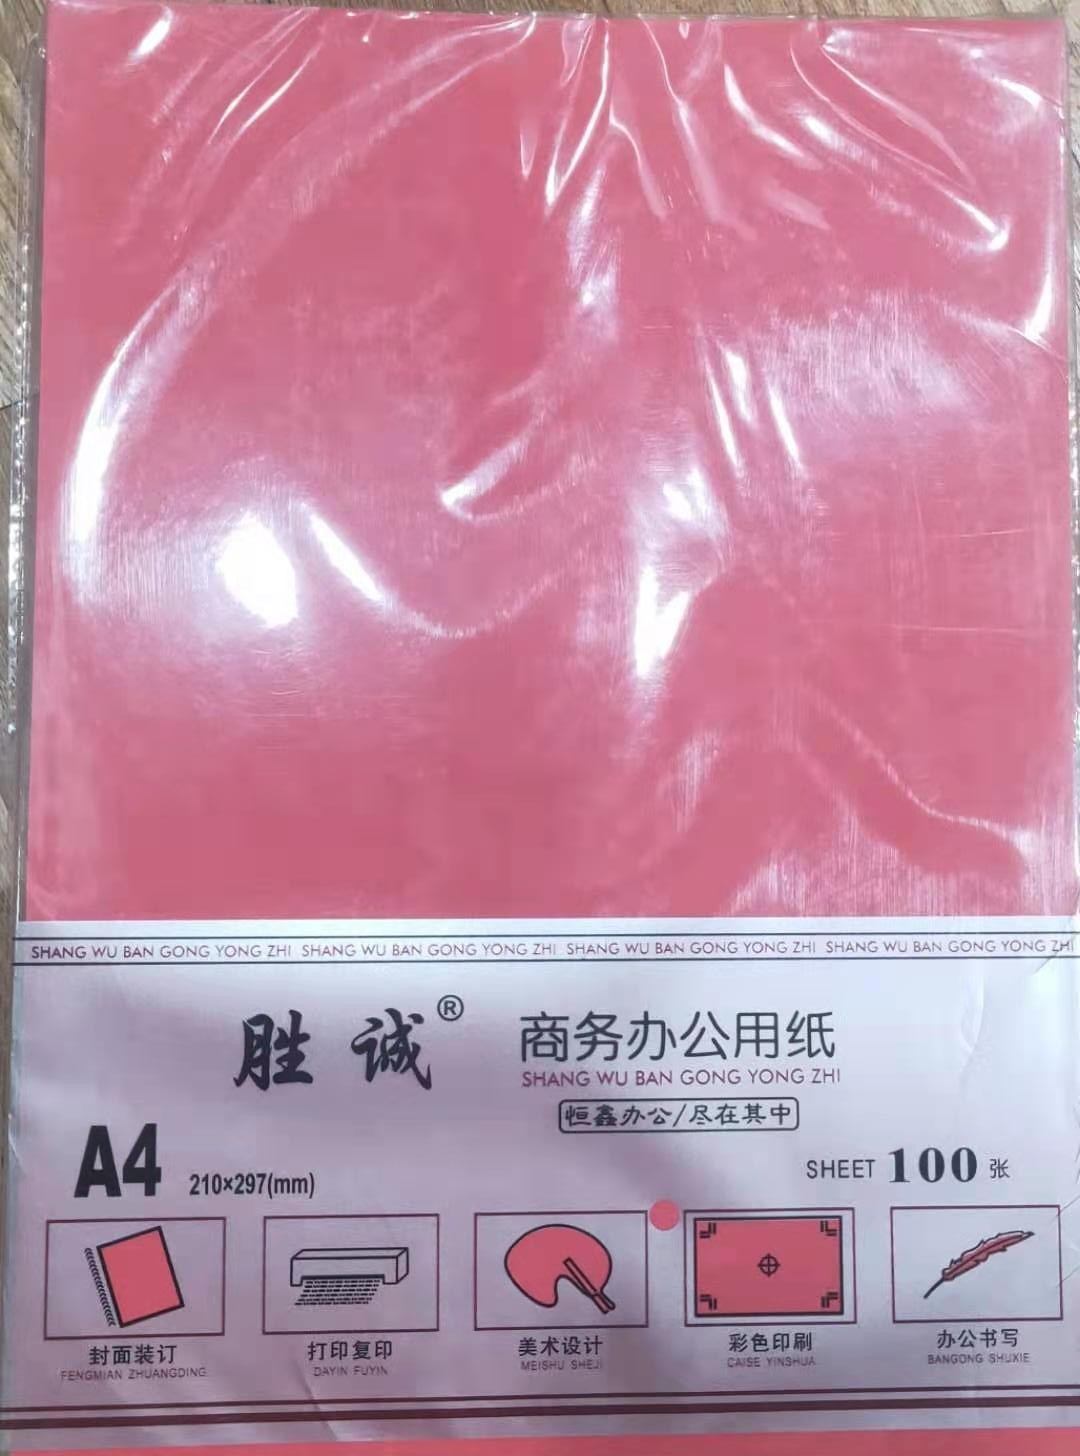 SHANG WU BAN GONG YONG ZHI SHANG WU BAN GONG YONG ZHI SHANG WU BAN GONG YONG ZHI SHANG WU BAN GONG YONG ZHI
胜诚® 商务办公用纸
SHANG WU BAN GONG YONG ZHI
恒鑫办公/尽在其中
A4 210×297(mm) SHEET 100 张
封面装订 打印复印 美术设计 彩色印刷 办公书写
FENGMIAN ZHUANGDING DAYIN FUYIN MEISHU SHEJI CAISE YINSHUA BANGONG SHUXIE